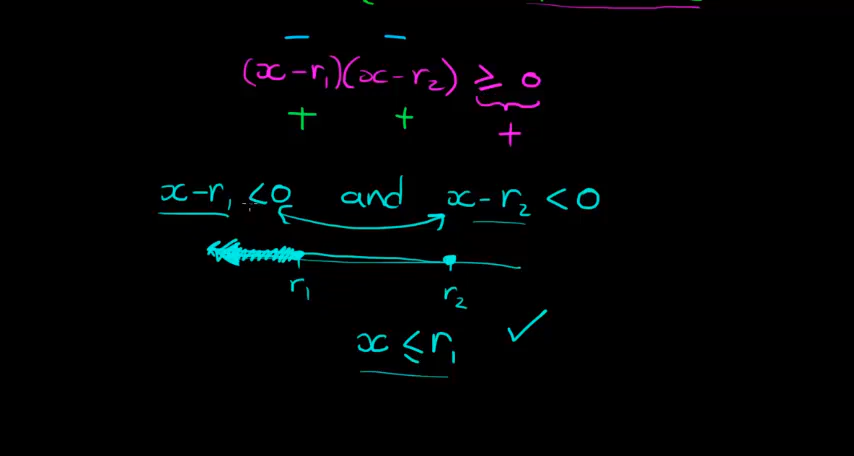 − −
(x − r₁)(x − r₂) ≥ 0
+ + +
x − r₁ < 0 and x − r₂ < 0
r₁ r₂
x ≤ r₁ ✓